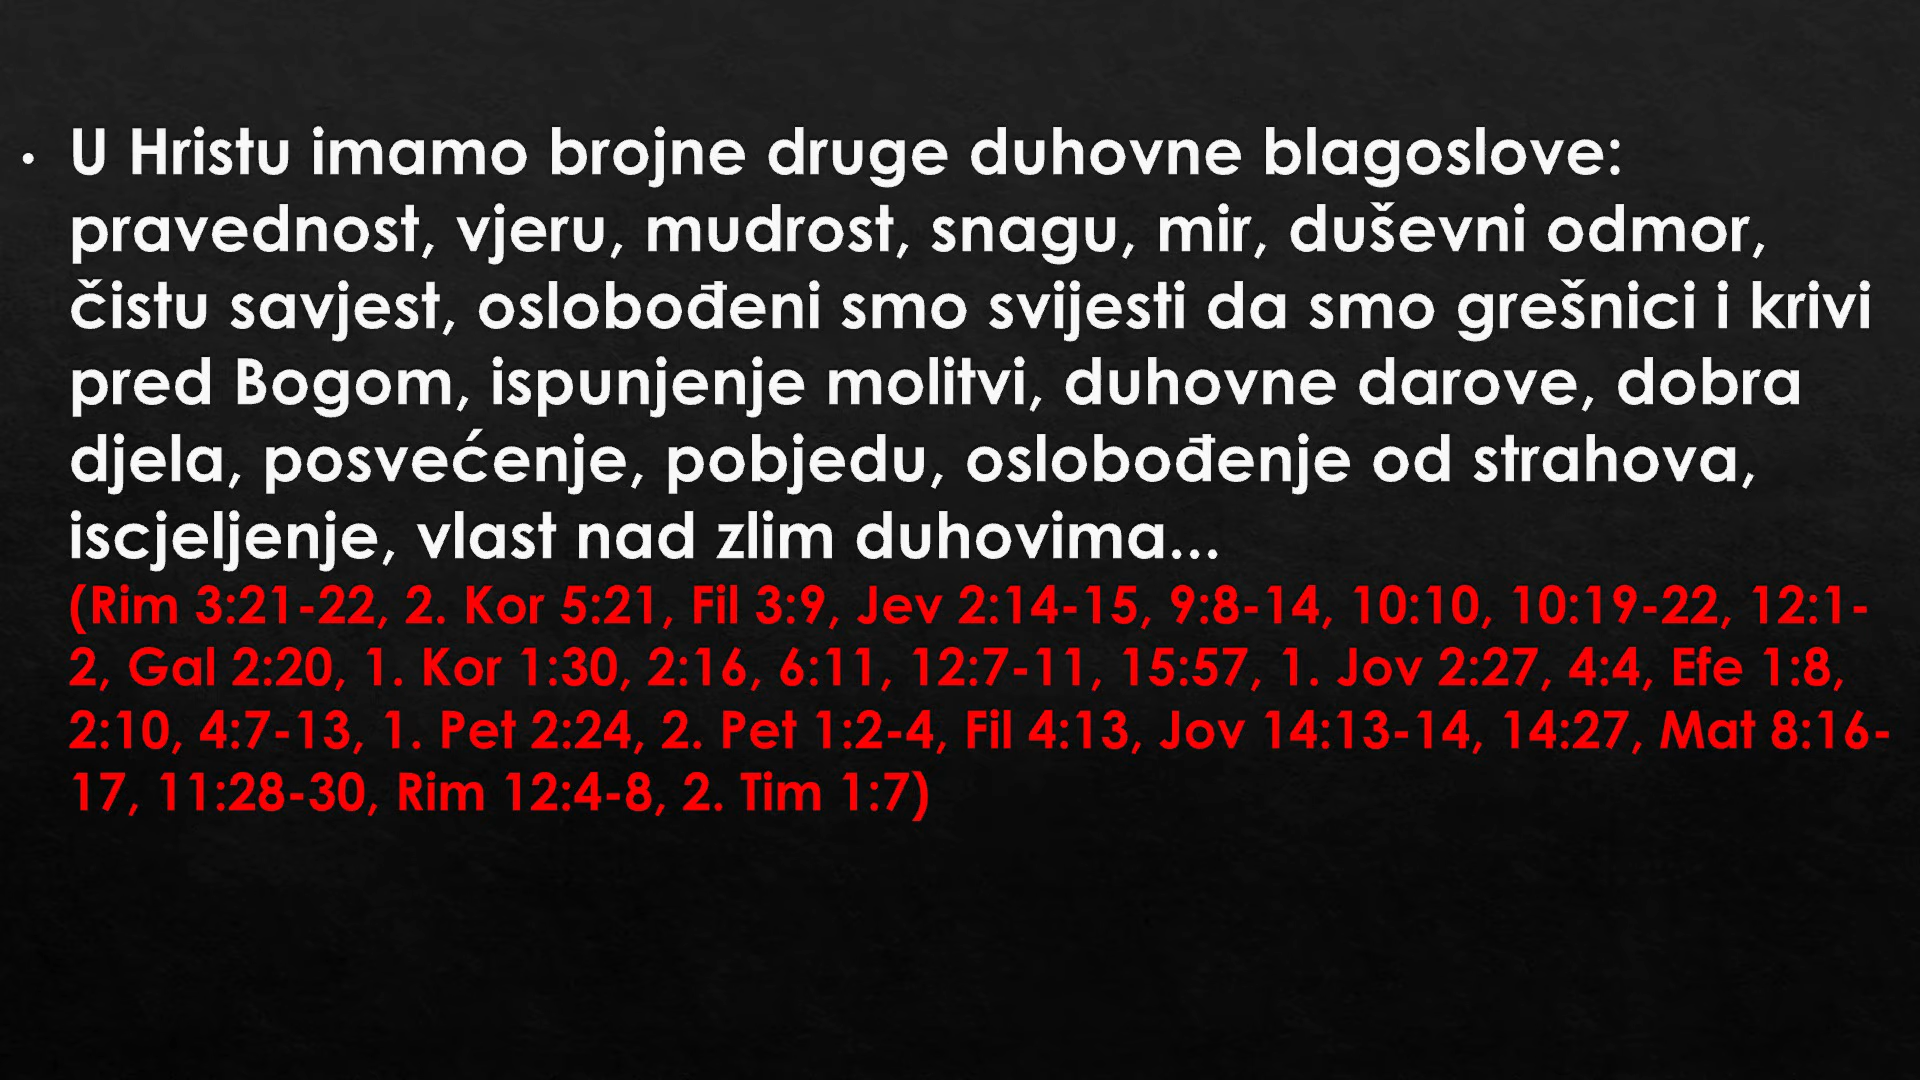 • U Hristu imamo brojne druge duhovne blagoslove:
pravednost, vjeru, mudrost, snagu, mir, duševni odmor,
čistu savjest, oslobođeni smo svijesti da smo grešnici i krivi
pred Bogom, ispunjenje molitvi, duhovne darove, dobra
djela, posvećenje, pobjedu, oslobođenje od strahova,
iscjeljenje, vlast nad zlim duhovima...
(Rim 3:21-22, 2. Kor 5:21, Fil 3:9, Jev 2:14-15, 9:8-14, 10:10, 10:19-22, 12:1-
2, Gal 2:20, 1. Kor 1:30, 2:16, 6:11, 12:7-11, 15:57, 1. Jov 2:27, 4:4, Efe 1:8,
2:10, 4:7-13, 1. Pet 2:24, 2. Pet 1:2-4, Fil 4:13, Jov 14:13-14, 14:27, Mat 8:16-
17, 11:28-30, Rim 12:4-8, 2. Tim 1:7)